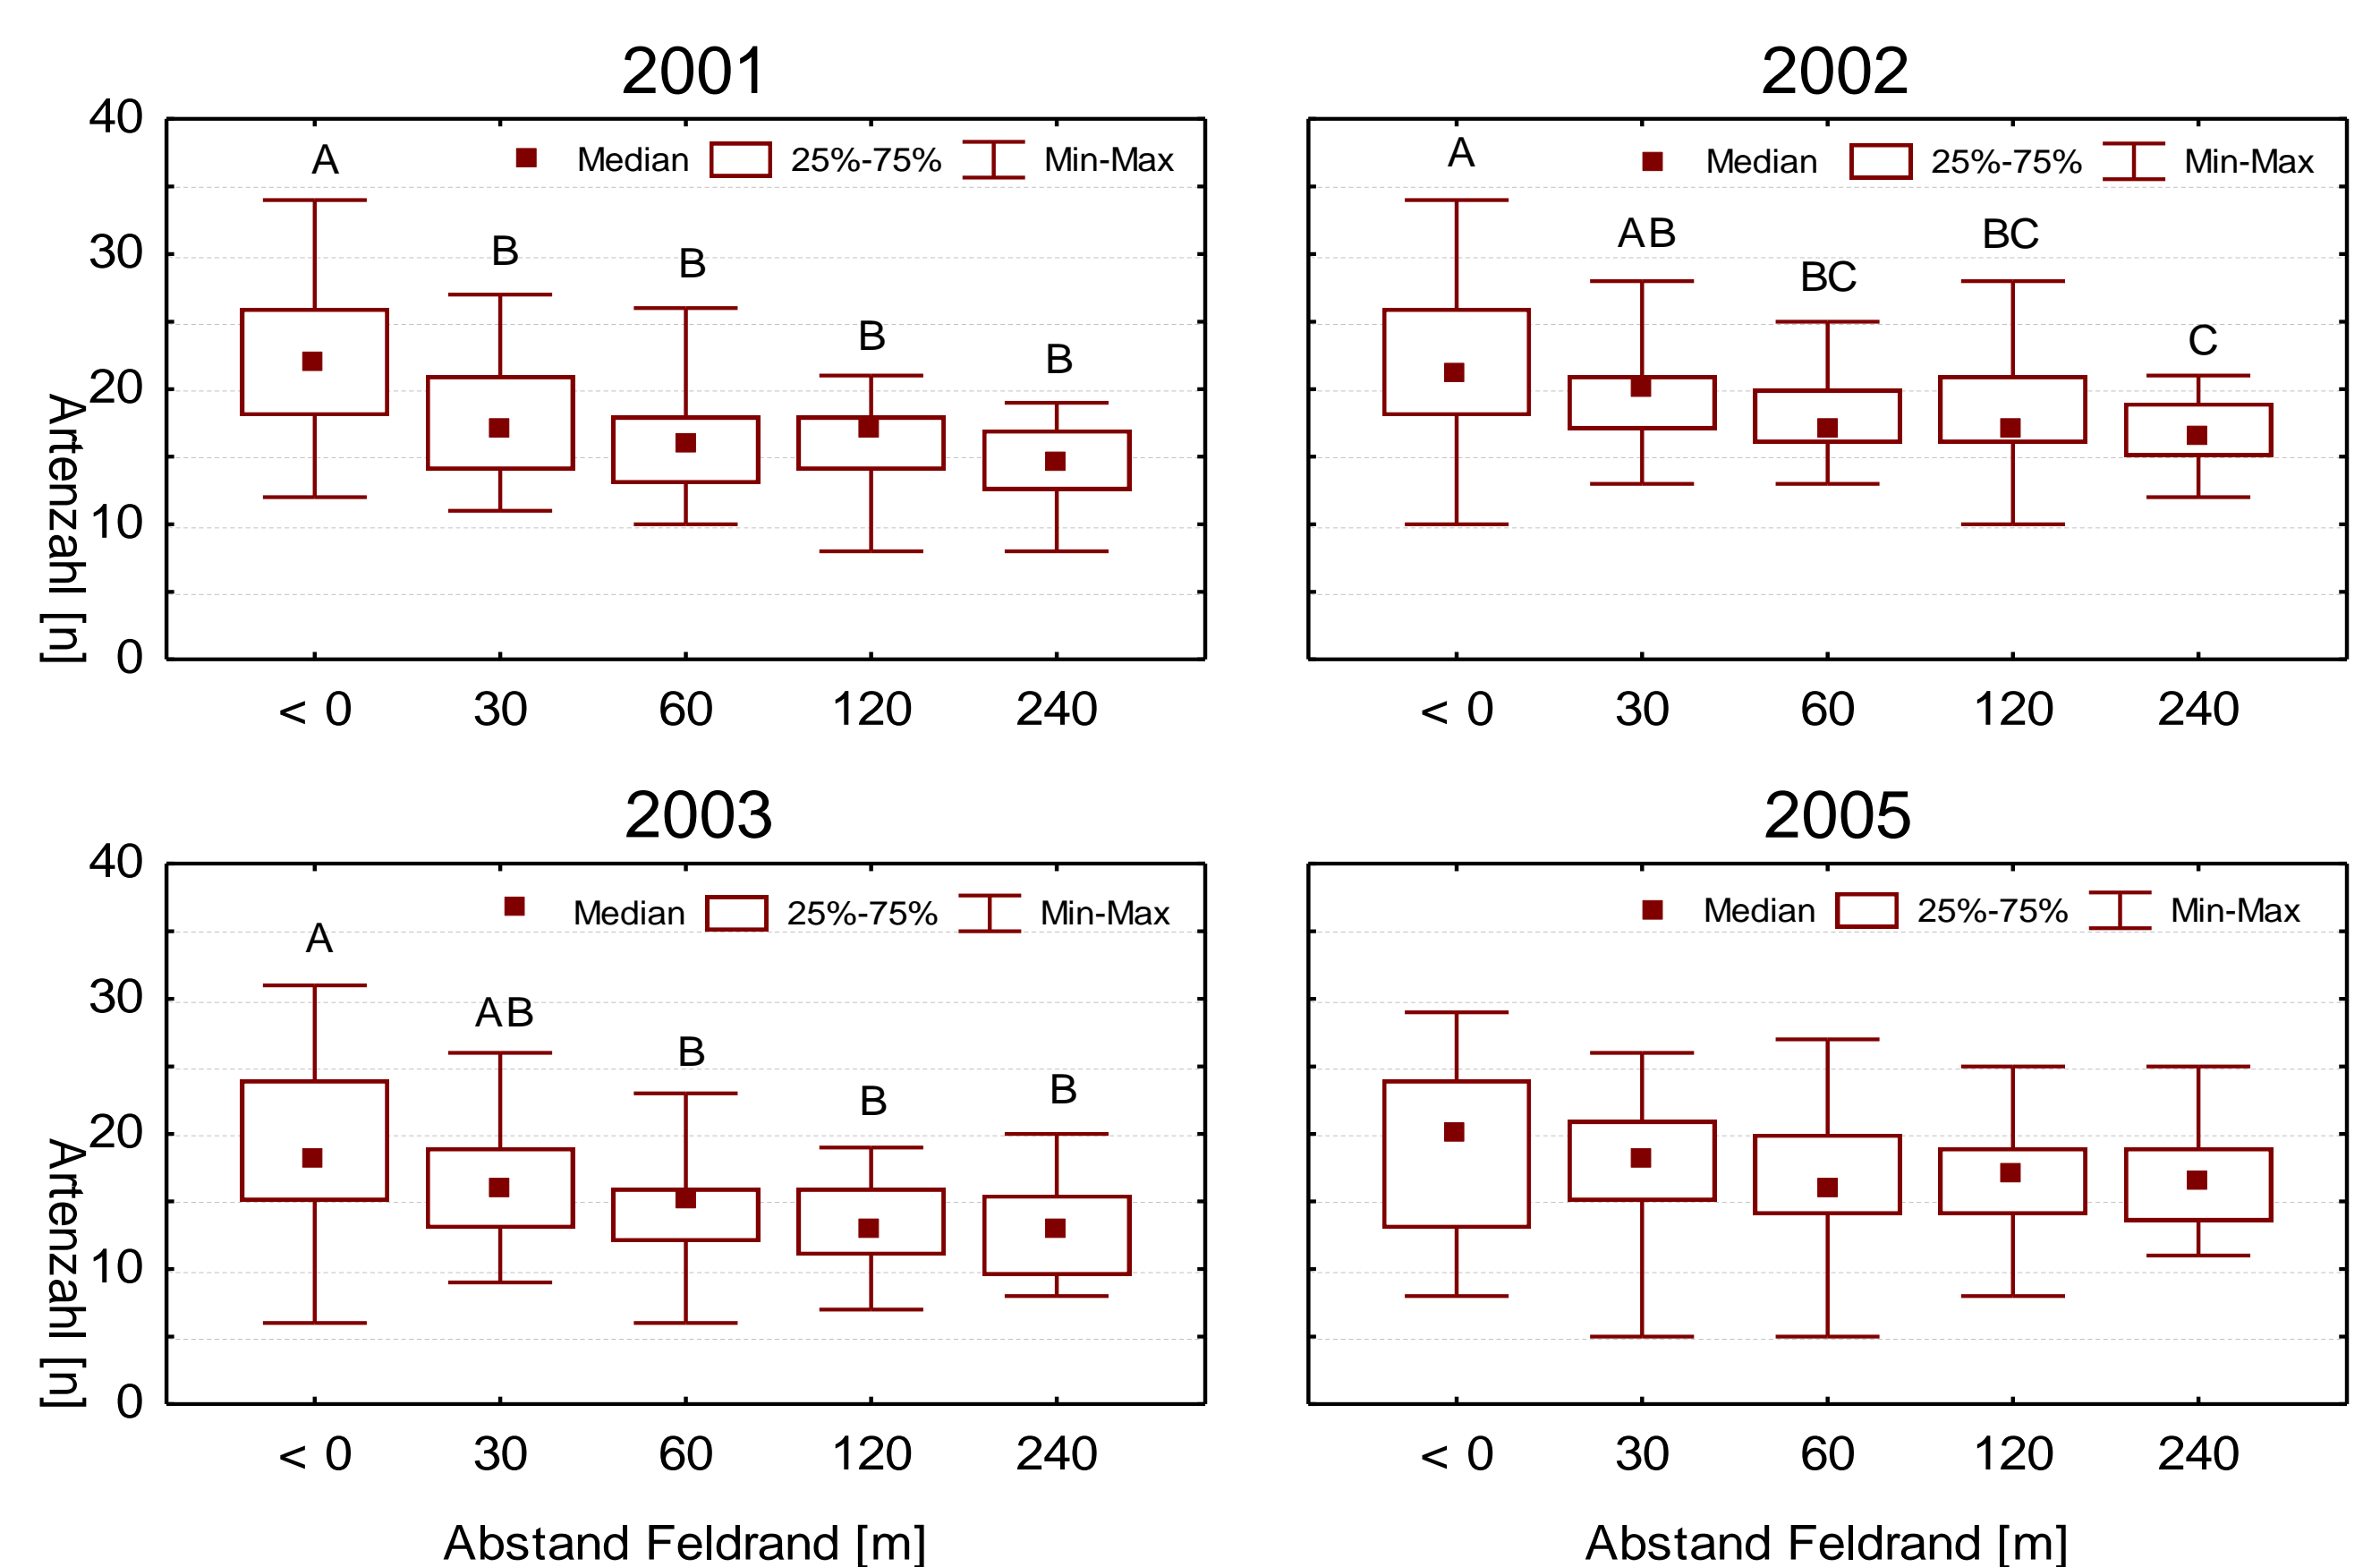 2001
2002
40
30
20
10
0
Artenzahl [n]
A
Median
25%-75%
Min-Max
B
B
B
B
< 0
30
60
120
240
A
Median
25%-75%
Min-Max
AB
BC
BC
C
< 0
30
60
120
240
2003
2005
40
30
20
10
0
Artenzahl [n]
Median
25%-75%
Min-Max
A
AB
B
B
B
< 0
30
60
120
240
Abstand Feldrand [m]
Median
25%-75%
Min-Max
< 0
30
60
120
240
Abstand Feldrand [m]